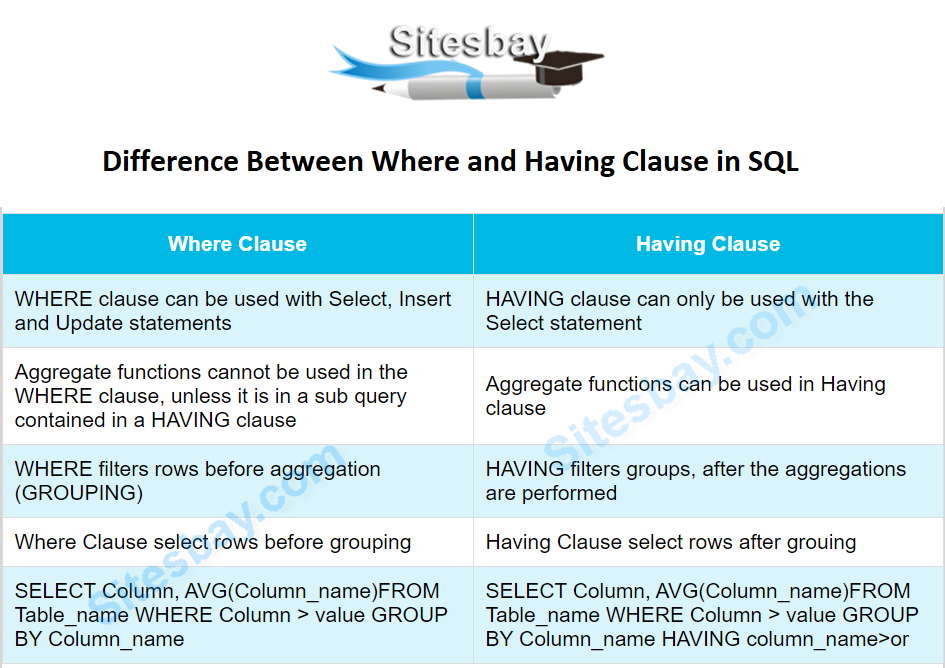 Sitesbay
Difference Between Where and Having Clause in SQL
Where Clause
Having Clause
WHERE clause can be used with Select, Insert
and Update statements
HAVING clause can only be used with the
Select statement
Aggregate functions cannot be used in the
WHERE clause, unless it is in a sub query
contained in a HAVING clause
Aggregate functions can be used in Having
clause
WHERE filters rows before aggregation
(GROUPING)
HAVING filters groups, after the aggregations
are performed
Where Clause select rows before grouping
Having Clause select rows after grouing
SELECT Column, AVG(Column_name)FROM
Table_name WHERE Column > value GROUP
BY Column_name
SELECT Column, AVG(Column_name)FROM
Table_name WHERE Column > value GROUP
BY Column_name HAVING column_name>or
Sitesbay.com
Sitesbay.com